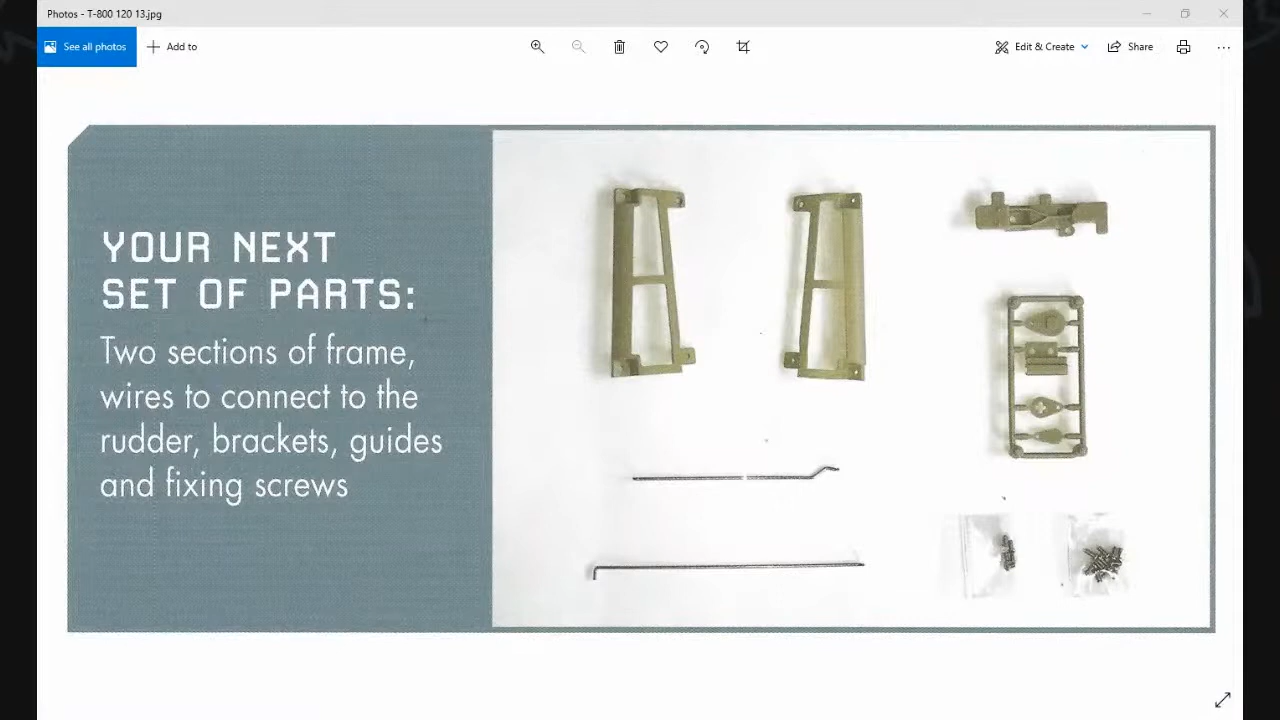 Photos - T-800 120 13.jpg
See all photos
Add to
Edit & Create
Share
YOUR NEXT
SET OF PARTS:
Two sections of frame,
wires to connect to the
rudder, brackets, guides
and fixing screws